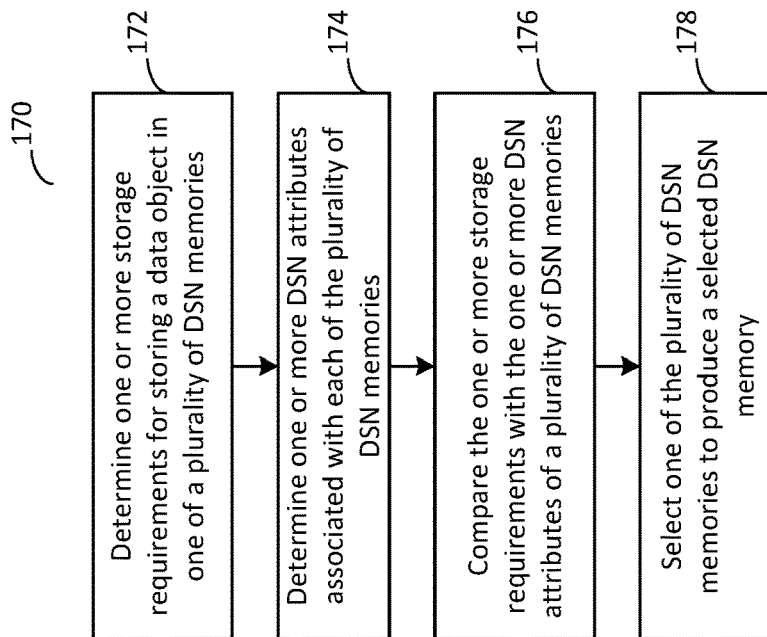 170
172
Determine one or more storage
requirements for storing a data object in
one of a plurality of DSN memories
174
Determine one or more DSN attributes
associated with each of the plurality of
DSN memories
176
Compare the one or more storage
requirements with the one or more DSN
attributes of a plurality of DSN memories
178
Select one of the plurality of DSN
memories to produce a selected DSN
memory